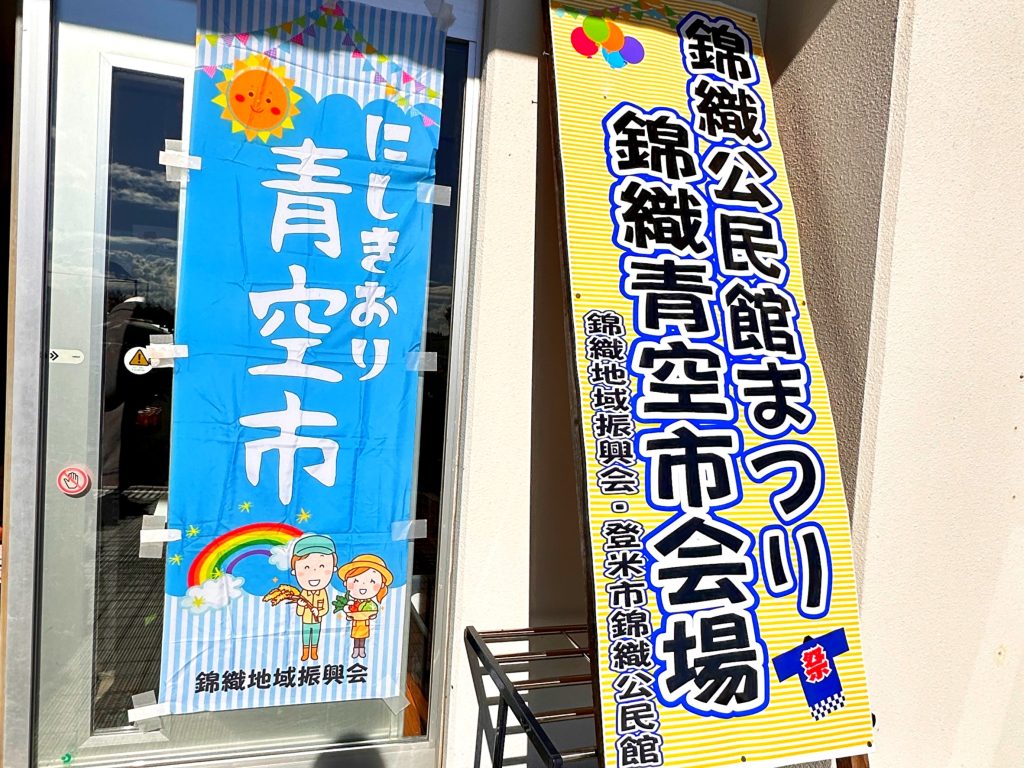 にしきおり
青空市
錦織地域振興会
錦織公民館まつり
錦織青空市会場
錦織地域振興会・登米市錦織公民館
祭